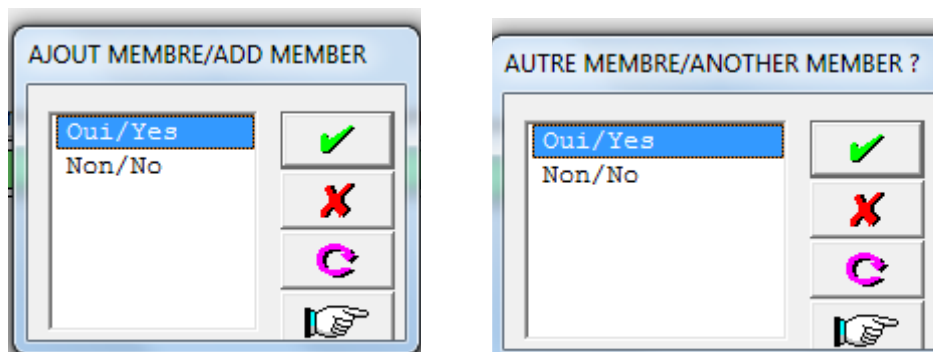 AJOUT MEMBRE/ADD MEMBER
Oui/Yes
Non/No
AUTRE MEMBRE/ANOTHER MEMBER ?
Oui/Yes
Non/No